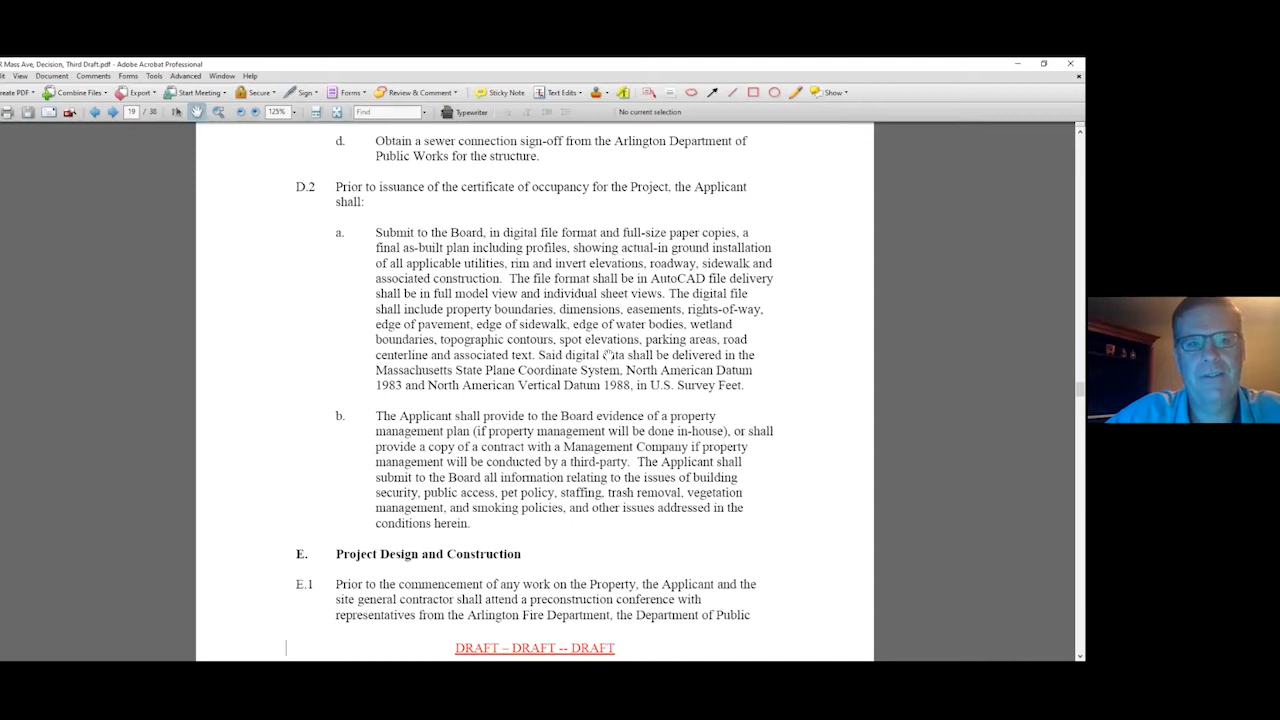 R Mass Ave, Decision, Third Draft.pdf - Adobe Acrobat Professional
it View Document Comments Forms Tools Advanced Window Help
reate PDF Combine Files Export Start Meeting Secure Sign Forms Review & Comment Sticky Note Text Edits Show
19 / 38 125% Find Typewriter No current selection
d. Obtain a sewer connection sign-off from the Arlington Department of
Public Works for the structure.
D.2 Prior to issuance of the certificate of occupancy for the Project, the Applicant
shall:
a. Submit to the Board, in digital file format and full-size paper copies, a
final as-built plan including profiles, showing actual-in ground installation
of all applicable utilities, rim and invert elevations, roadway, sidewalk and
associated construction. The file format shall be in AutoCAD file delivery
shall be in full model view and individual sheet views. The digital file
shall include property boundaries, dimensions, easements, rights-of-way,
edge of pavement, edge of sidewalk, edge of water bodies, wetland
boundaries, topographic contours, spot elevations, parking areas, road
centerline and associated text. Said digital data shall be delivered in the
Massachusetts State Plane Coordinate System, North American Datum
1983 and North American Vertical Datum 1988, in U.S. Survey Feet.
b. The Applicant shall provide to the Board evidence of a property
management plan (if property management will be done in-house), or shall
provide a copy of a contract with a Management Company if property
management will be conducted by a third-party. The Applicant shall
submit to the Board all information relating to the issues of building
security, public access, pet policy, staffing, trash removal, vegetation
management, and smoking policies, and other issues addressed in the
conditions herein.
E. Project Design and Construction
E.1 Prior to the commencement of any work on the Property, the Applicant and the
site general contractor shall attend a preconstruction conference with
representatives from the Arlington Fire Department, the Department of Public
DRAFT – DRAFT -- DRAFT